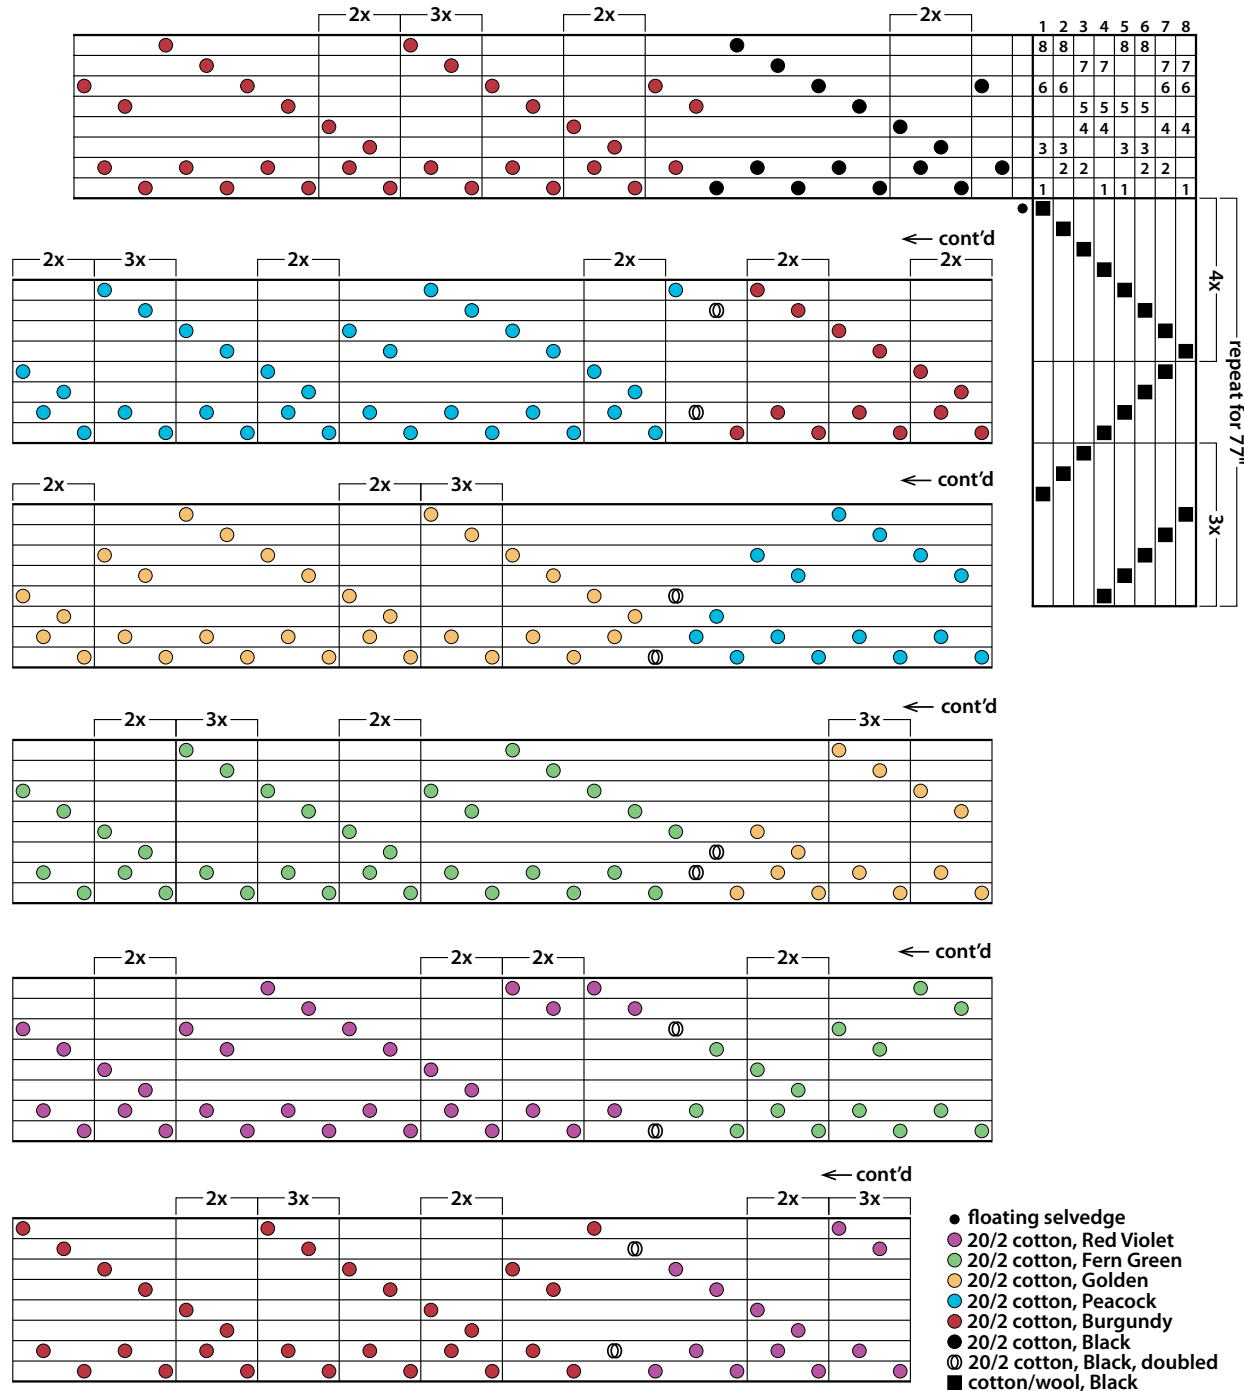 2x 3x 2x 2x
1 2 3 4 5 6 7 8
8 8 8 8
7 7 7 7
6 6 6 6
5 5 5 5
4 4 4 4
3 3 3 3
2 2 2 2
1 1 1 1
4x
3x
repeat for 77"
cont'd
2x 3x 2x 2x 2x 2x
cont'd
2x 2x 3x
cont'd
2x 3x 2x 3x
cont'd
2x 2x 2x 2x
cont'd
2x 3x 2x 2x 3x
floating selvedge
20/2 cotton, Red Violet
20/2 cotton, Fern Green
20/2 cotton, Golden
20/2 cotton, Peacock
20/2 cotton, Burgundy
20/2 cotton, Black
20/2 cotton, Black, doubled
cotton/wool, Black